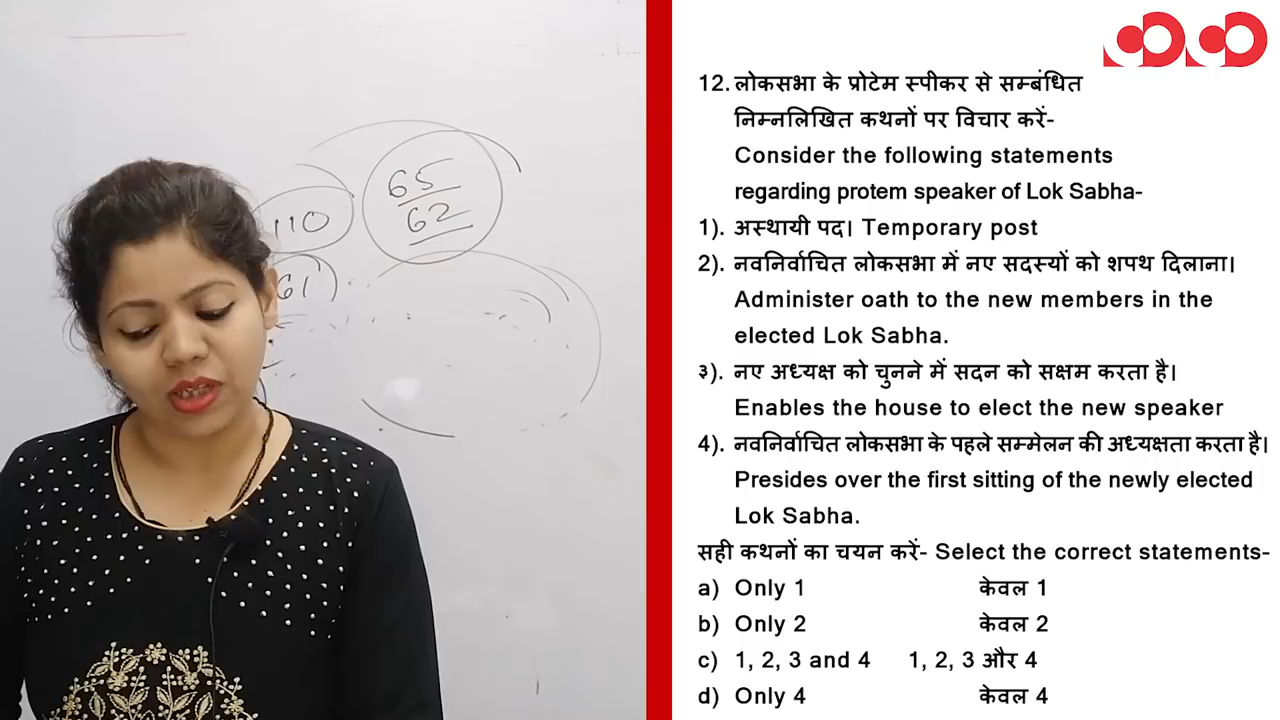 110
65
62
61
12. लोकसभा के प्रोटेम स्पीकर से सम्बंधित
निम्नलिखित कथनों पर विचार करें-
Consider the following statements
regarding protem speaker of Lok Sabha-
1). अस्थायी पद। Temporary post
2). नवनिर्वाचित लोकसभा में नए सदस्यों को शपथ दिलाना।
Administer oath to the new members in the
elected Lok Sabha.
३). नए अध्यक्ष को चुनने में सदन को सक्षम करता है।
Enables the house to elect the new speaker
4). नवनिर्वाचित लोकसभा के पहले सम्मेलन की अध्यक्षता करता है।
Presides over the first sitting of the newly elected
Lok Sabha.
सही कथनों का चयन करें- Select the correct statements-
a) Only 1 केवल 1
b) Only 2 केवल 2
c) 1, 2, 3 and 4 1, 2, 3 और 4
d) Only 4 केवल 4